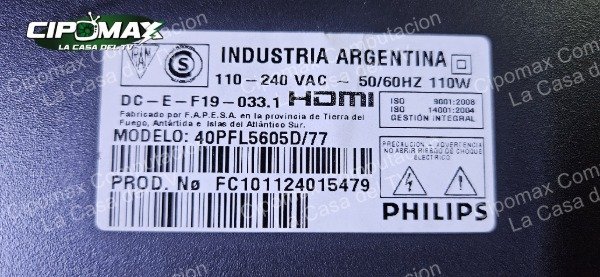 CIPOMAX
LA CASA DEL TV
INDUSTRIA ARGENTINA
110-240 VAC - 50/60HZ 110W
DC-E-F19-033.1 HDMI
Fabricado por F.A.P.E.S.A. en la provincia de Tierra del
Fuego, Antártida e Islas del Atlántico Sur.
MODELO: 40PFL5605D/77
PROD. Nø FC101124015479
ISO 9001:2008
ISO 14001:2004
GESTIÓN INTEGRAL
PRECAUCION - ADVERTENCIA
NO ABRIR RIESGO DE CHOQUE
ELECTRICO
PHILIPS